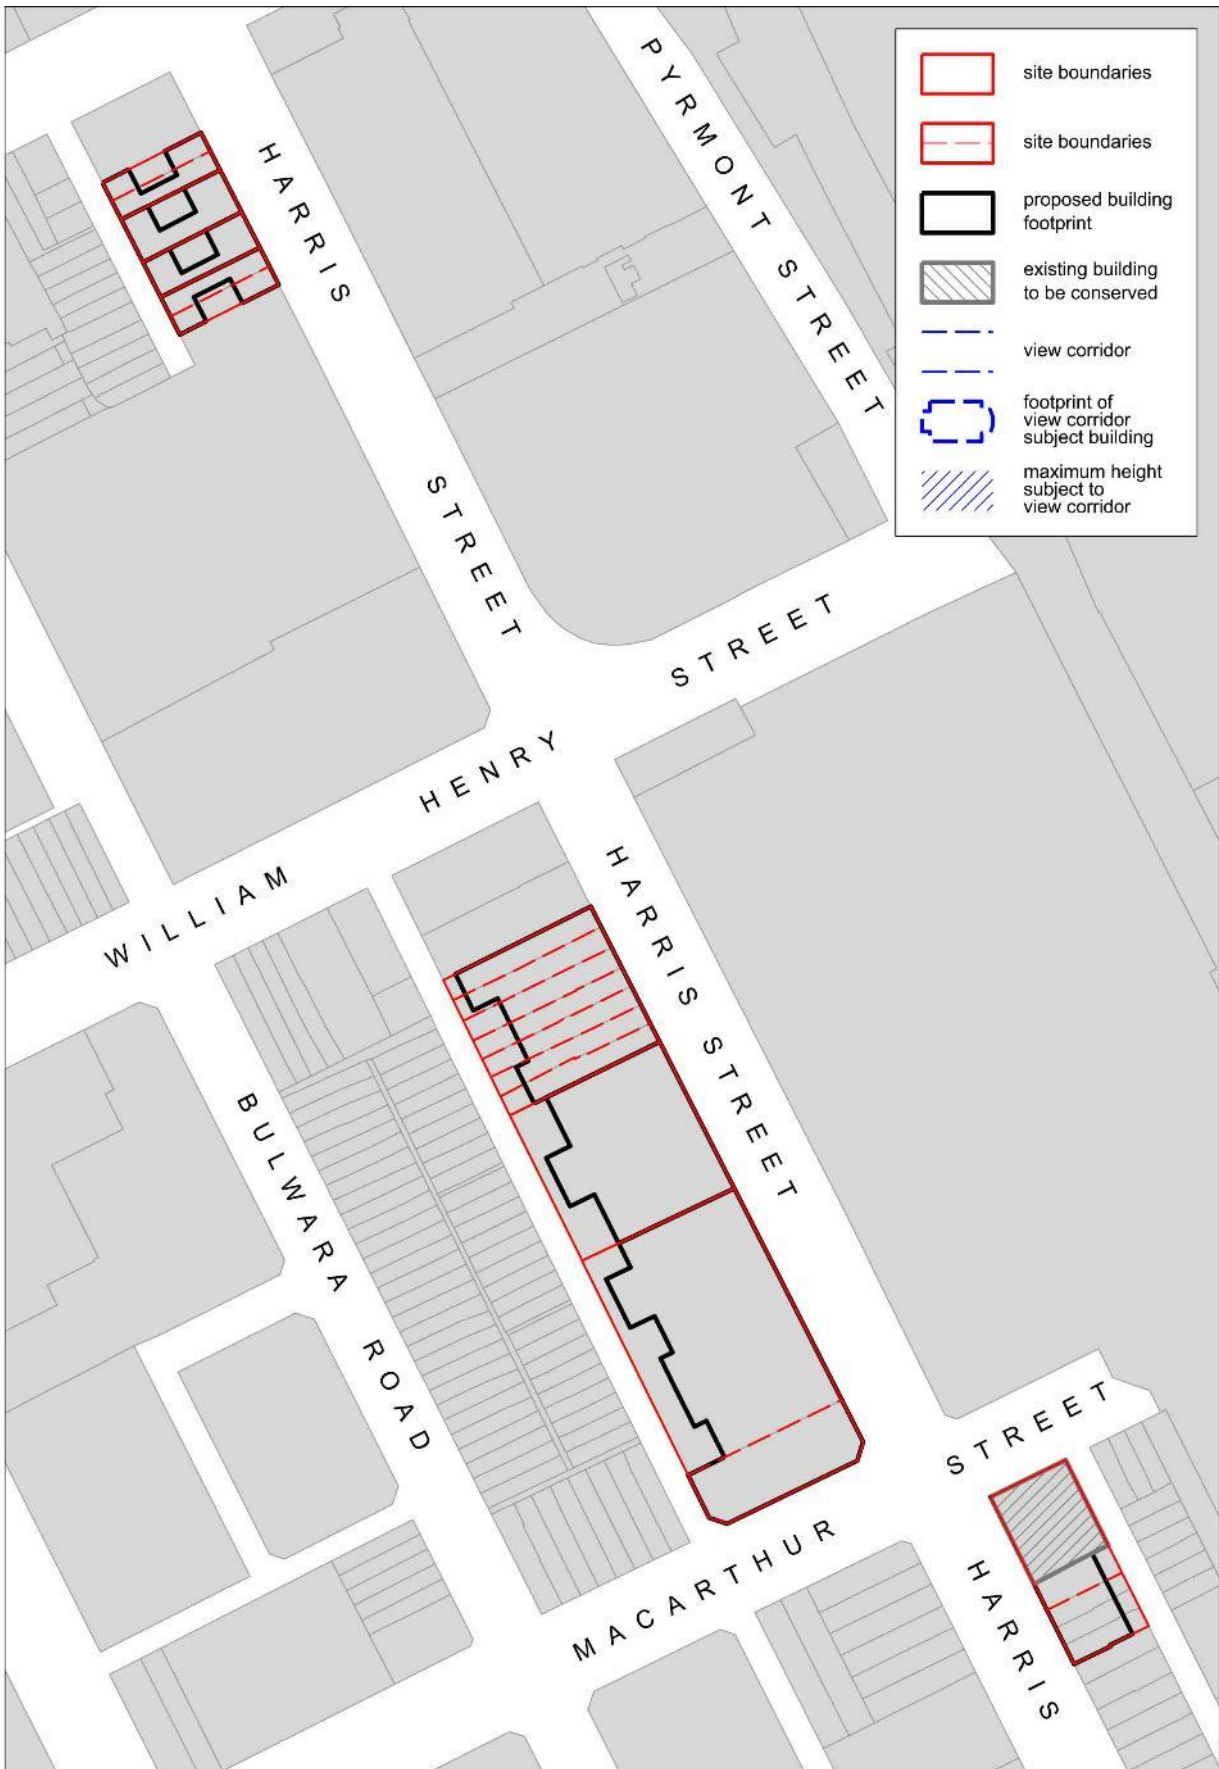 PYRMONT STREET
HARRIS
STREET
site boundaries
site boundaries
proposed building
footprint
existing building
to be conserved
view corridor
footprint of
view corridor
subject building
maximum height
subject to
view corridor
WILLIAM HENRY STREET
HARRIS STREET
BULWARA ROAD
MACARTHUR STREET
HARRIS